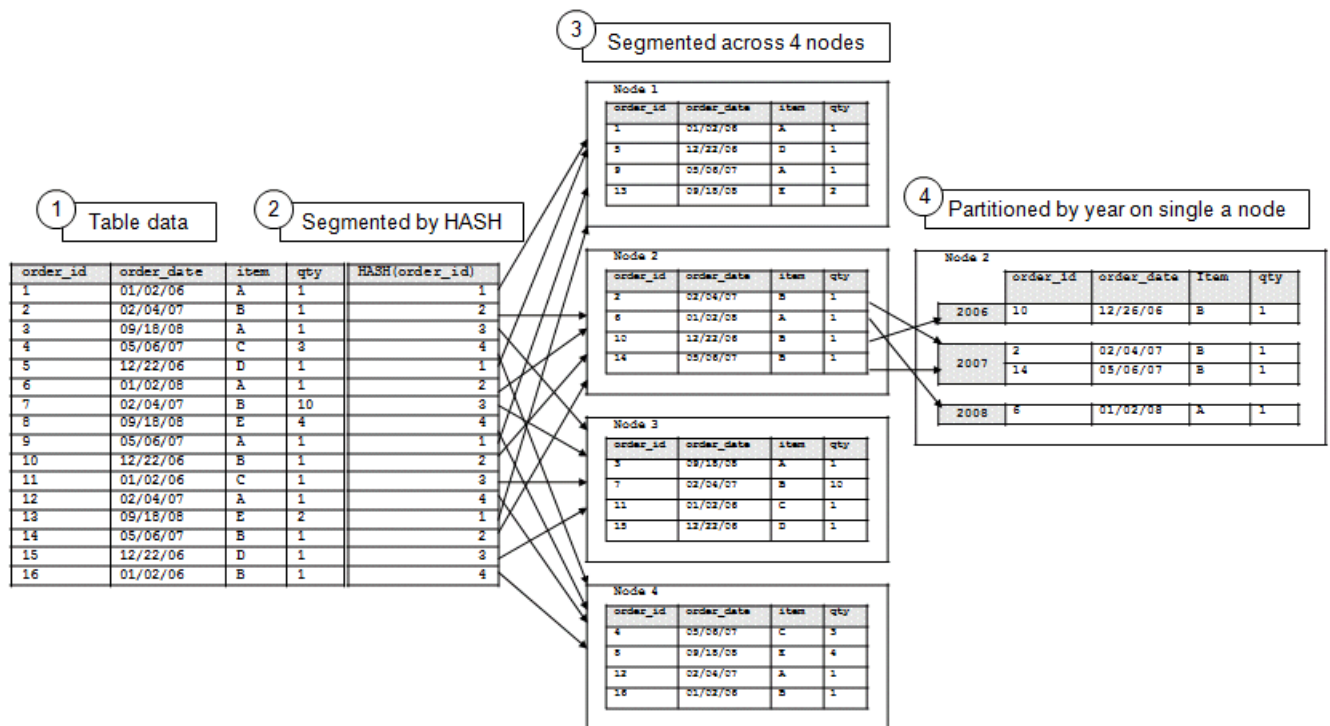 1 Table data
2 Segmented by HASH
order_id order_date item qty HASH(order_id)
1 01/02/06 A 1 1
2 02/04/07 B 1 2
3 09/18/08 A 1 3
4 05/06/07 C 3 4
5 12/22/06 D 1 1
6 01/02/08 A 1 2
7 02/04/07 B 10 3
8 09/18/08 E 4 4
9 05/06/07 A 1 1
10 12/22/06 B 1 2
11 01/02/06 C 1 3
12 02/04/07 A 1 4
13 09/18/08 E 2 1
14 05/06/07 B 1 2
15 12/22/06 D 1 3
16 01/02/06 B 1 4
3 Segmented across 4 nodes
Node 1
order_id order_date item qty
1 01/02/06 A 1
5 12/22/06 D 1
9 05/06/07 A 1
13 09/18/08 E 2
Node 2
order_id order_date item qty
2 02/04/07 B 1
6 01/02/08 A 1
10 12/22/06 B 1
14 05/06/07 B 1
Node 3
order_id order_date item qty
3 09/18/08 A 1
7 02/04/07 B 10
11 01/02/06 C 1
15 12/22/06 D 1
Node 4
order_id order_date item qty
4 05/06/07 C 3
8 09/18/08 E 4
12 02/04/07 A 1
16 01/02/06 B 1
4 Partitioned by year on single a node
Node 2
order_id order_date Item qty
2006 10 12/26/06 B 1
2007
2 02/04/07 B 1
14 05/06/07 B 1
2008 6 01/02/08 A 1